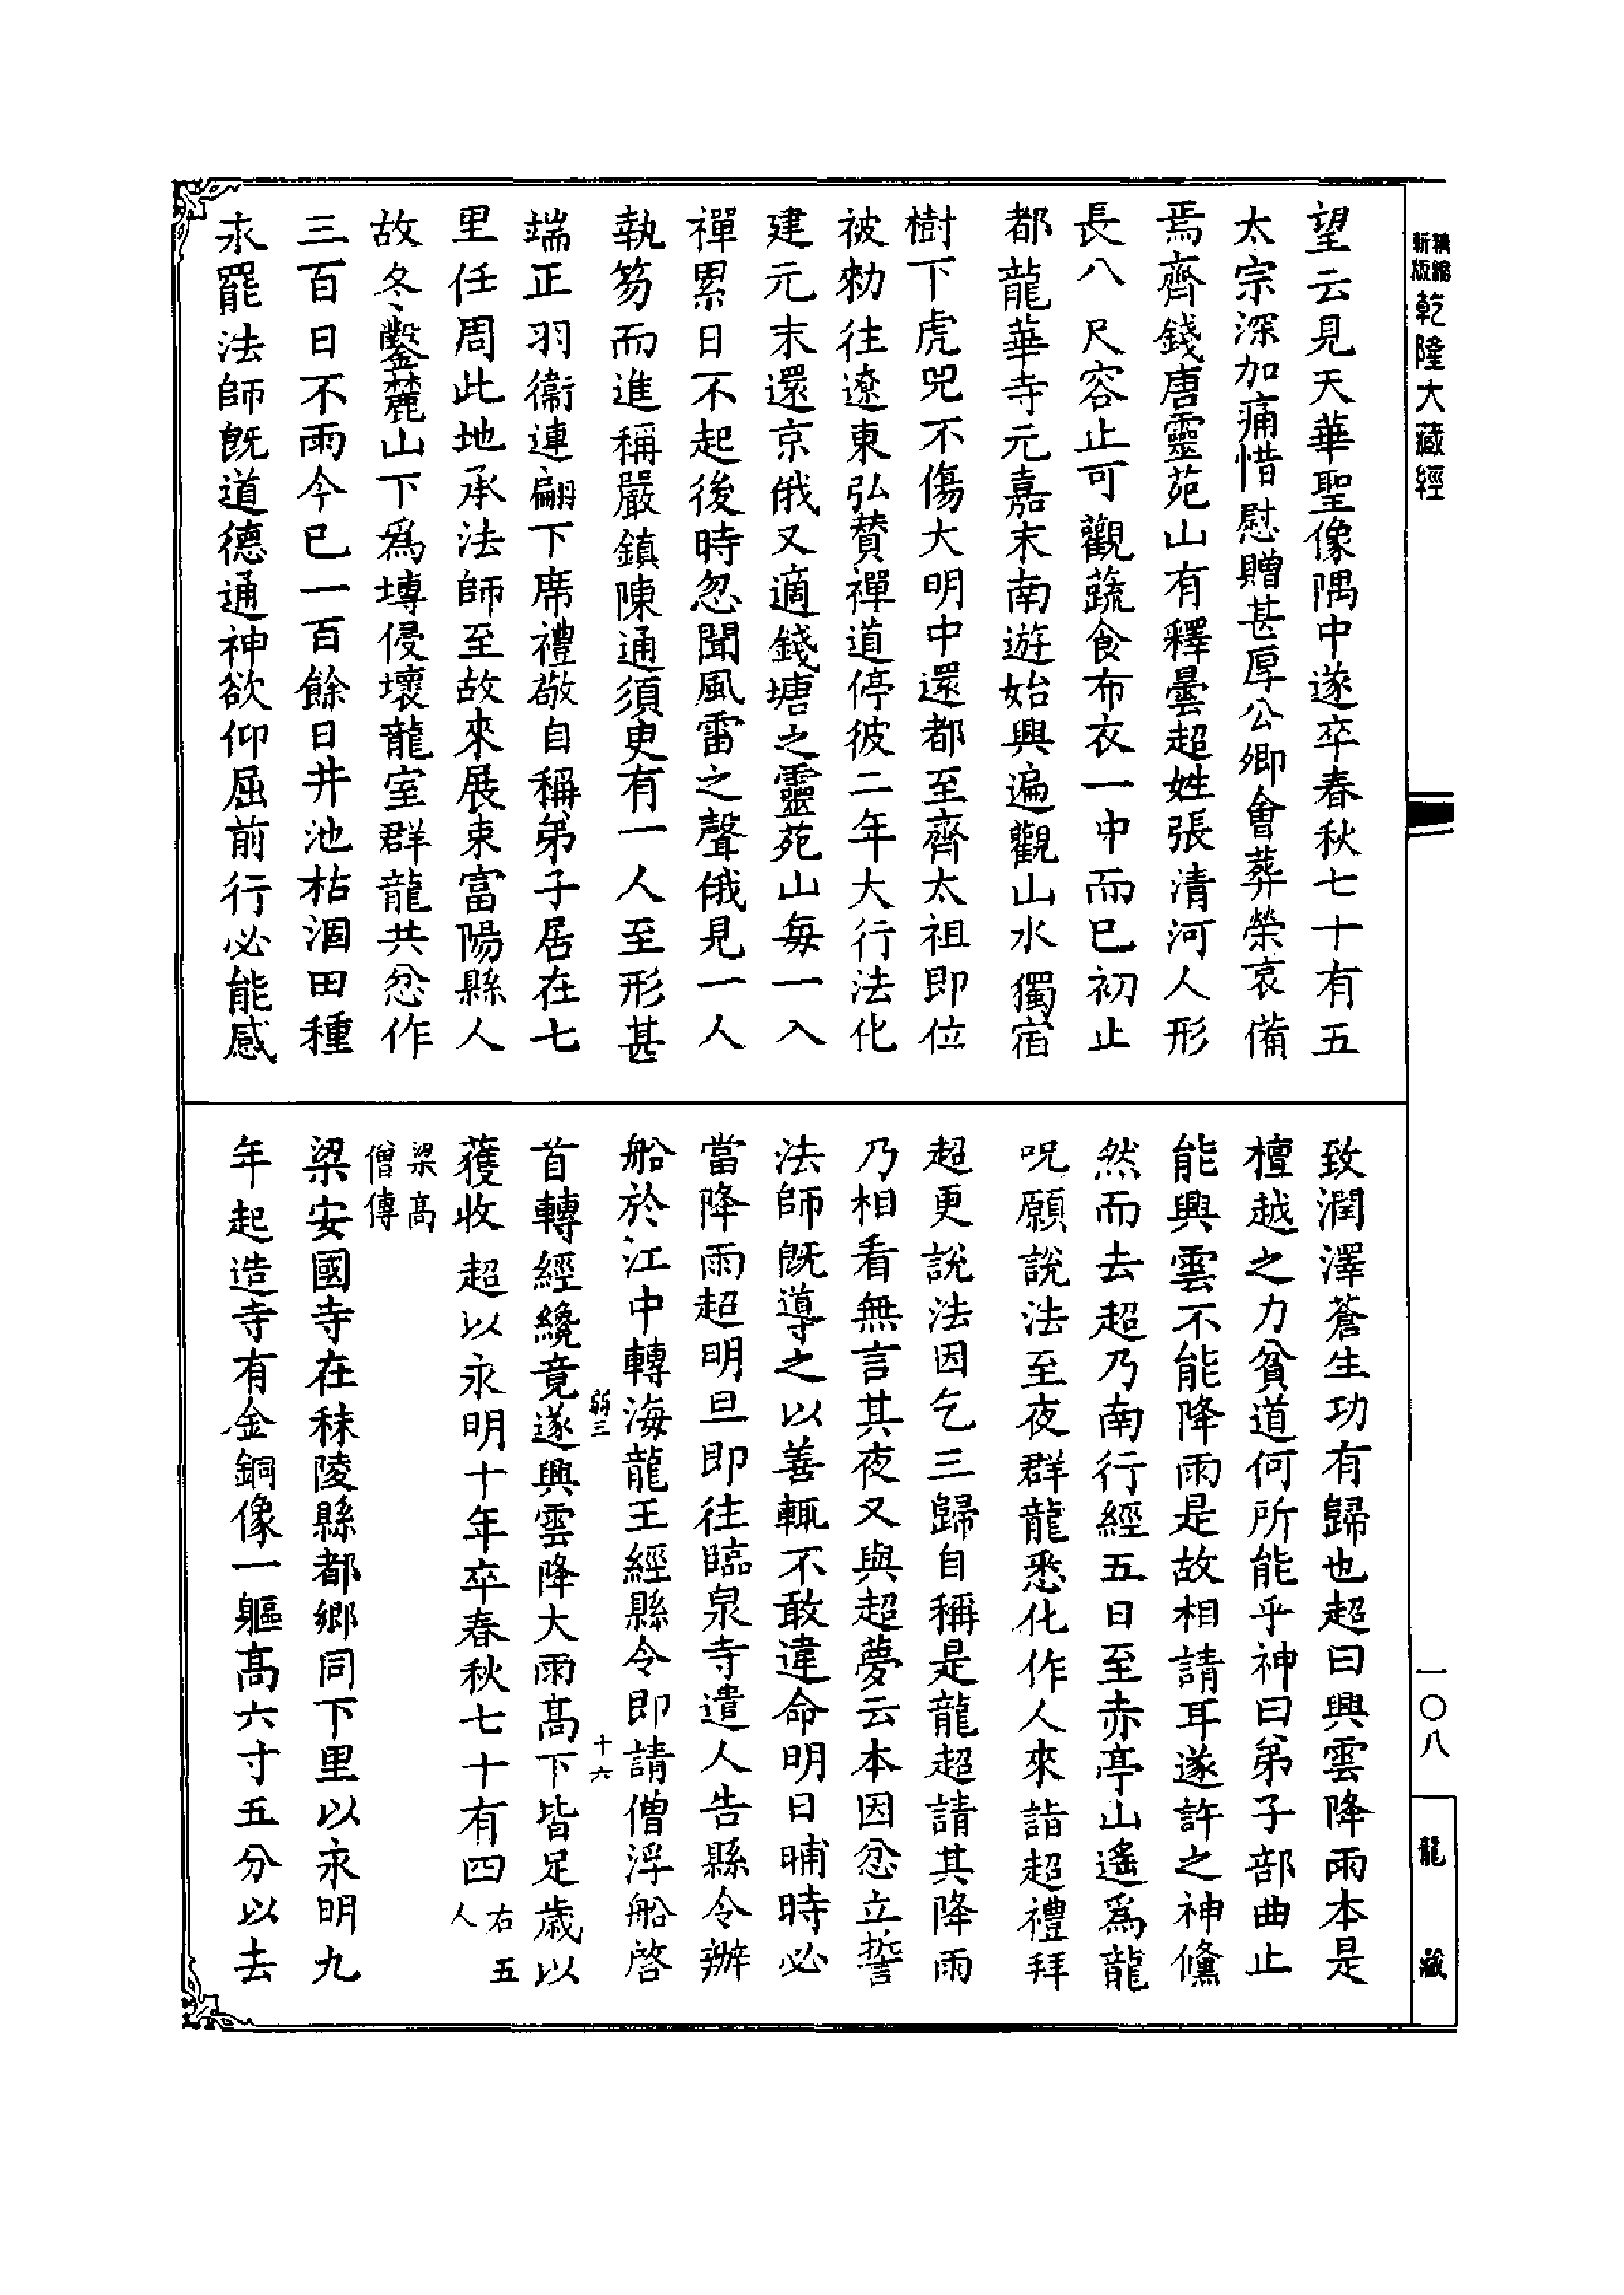 精編
新版
乾隆大藏經
一〇八
龍藏
望云見天華聖像隅中遂卒春秋七十有五
太宗深加痛惜慰贈甚厚公卿會葬榮哀備
焉齊錢唐靈苑山有釋曇超姓張清河人形
長八尺容止可觀蔬食布衣一中而已初止
都龍華寺元嘉末南遊始興遍觀山水獨宿
樹下虎兕不傷大明中還都至齊太祖即位
被勑往遼東弘贊禪道停彼二年大行法化
建元末還京俄又適錢塘之靈苑山每一入
禪累日不起後時忽聞風雷之聲俄見一人
執笏而進稱嚴鎮陳通須臾有一人至形甚
端正羽衞連翩下席禮敬自稱弟子居在七
里任周此地承法師至故來展束富陽縣人
故冬鑿麓山下爲塼侵壞龍室群龍共忿作
三百日不雨今已一百餘日井池枯涸田種
永罷法師旣道德通神欲仰屈前行必能感
致潤澤蒼生功有歸也超曰興雲降雨本是
檀越之力貧道何所能乎神曰弟子部曲止
能興雲不能降雨是故相請耳遂許之神儵
然而去超乃南行經五日至赤亭山遙爲龍
呪願說法至夜群龍悉化作人來詣超禮拜
超更說法因乞三歸自稱是龍超請其降雨
乃相看無言其夜又與超夢云本因忿立誓
法師旣導之以善輒不敢違命明日晡時必
當降雨超明旦即往臨泉寺遣人告縣令辦
船於江中轉海龍王經縣令即請僧浮船啓
弱三
十六
首轉經纔竟遂興雲降大雨高下皆足歲以
獲收超以永明十年卒春秋七十有四右五
人
梁高
僧傳
梁安國寺在秣陵縣都鄉同下里以永明九
年起造寺有金銅像一軀高六寸五分以去